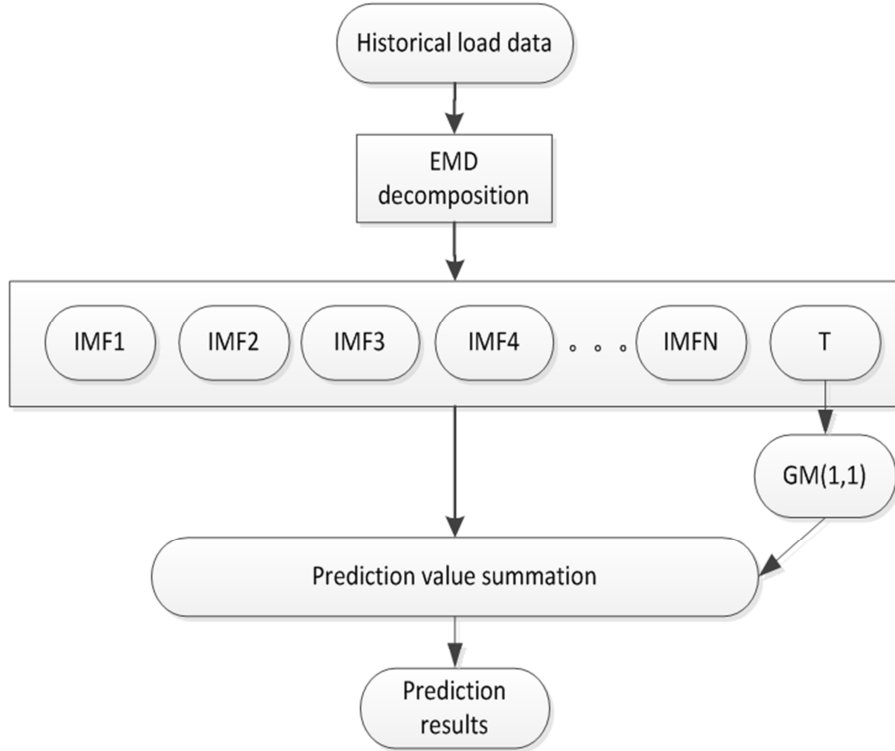 Historical load data
EMD
decomposition
IMF1 IMF2 IMF3 IMF4 。。。 IMFN T
GM(1,1)
Prediction value summation
Prediction
results